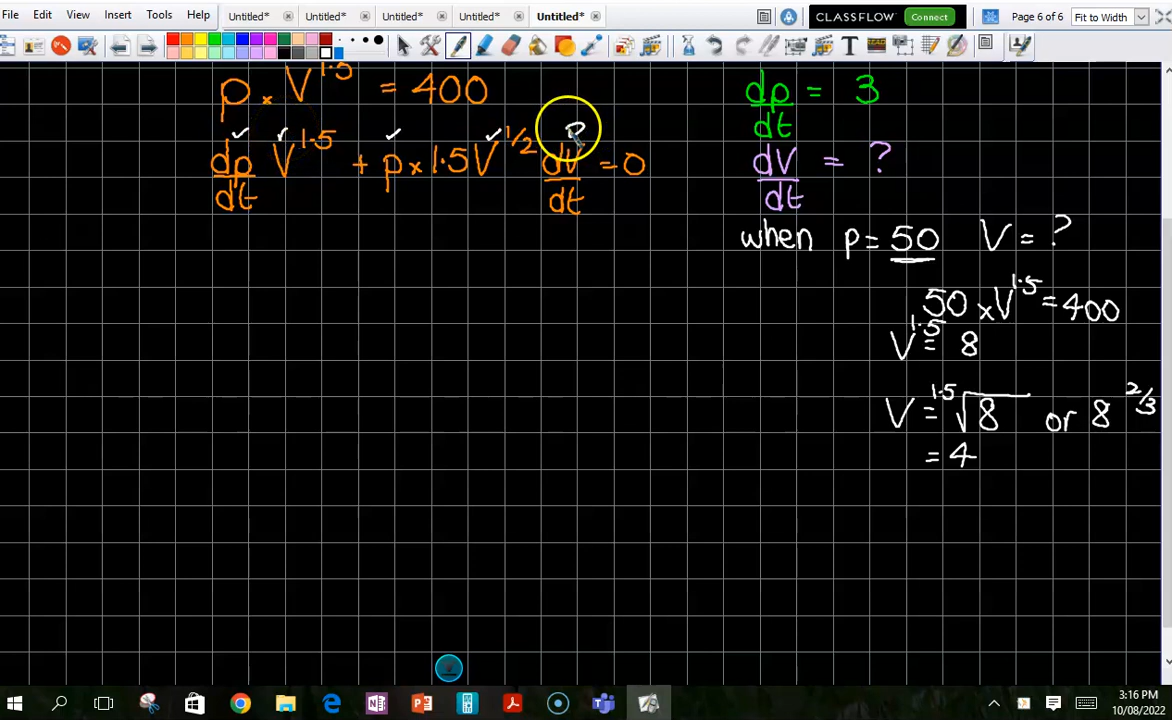 File Edit View Insert Tools Help
Untitled* Untitled* Untitled* Untitled* Untitled*
CLASSFLOW Connect Page 6 of 6 Fit to Width
p × V^1.5 = 400
dp/dt V^1.5 + p × 1.5V^1/2 dV/dt = 0
?
dp/dt = 3
dV/dt = ?
when p = 50 V = ?
50 × V^1.5 = 400
V^1.5 = 8
V = ^1.5√8 or 8^2/3
= 4
3:16 PM
10/08/2022